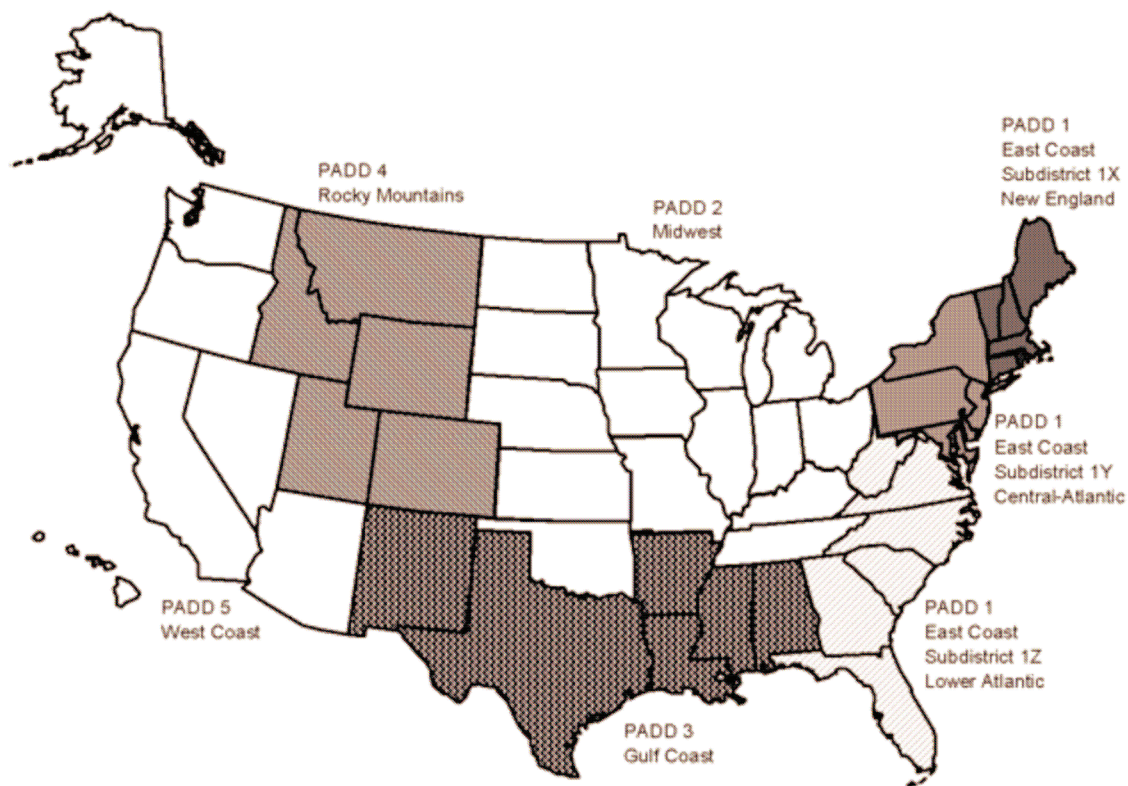 PADD 1
East Coast
Subdistrict 1X
New England
PADD 4
Rocky Mountains
PADD 2
Midwest
PADD 1
East Coast
Subdistrict 1Y
Central-Atlantic
PADD 5
West Coast
PADD 1
East Coast
Subdistrict 1Z
Lower Atlantic
PADD 3
Gulf Coast